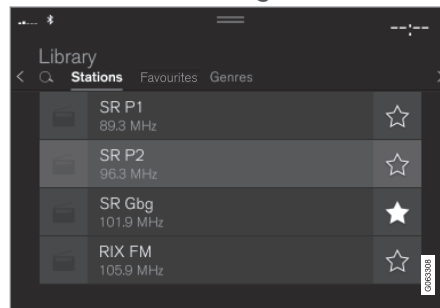 --:--
Library
Stations Favourites Genres
SR P1
89.3 MHz
SR P2
96.3 MHz
SR Gbg
101.9 MHz
RIX FM
105.9 MHz
G063308